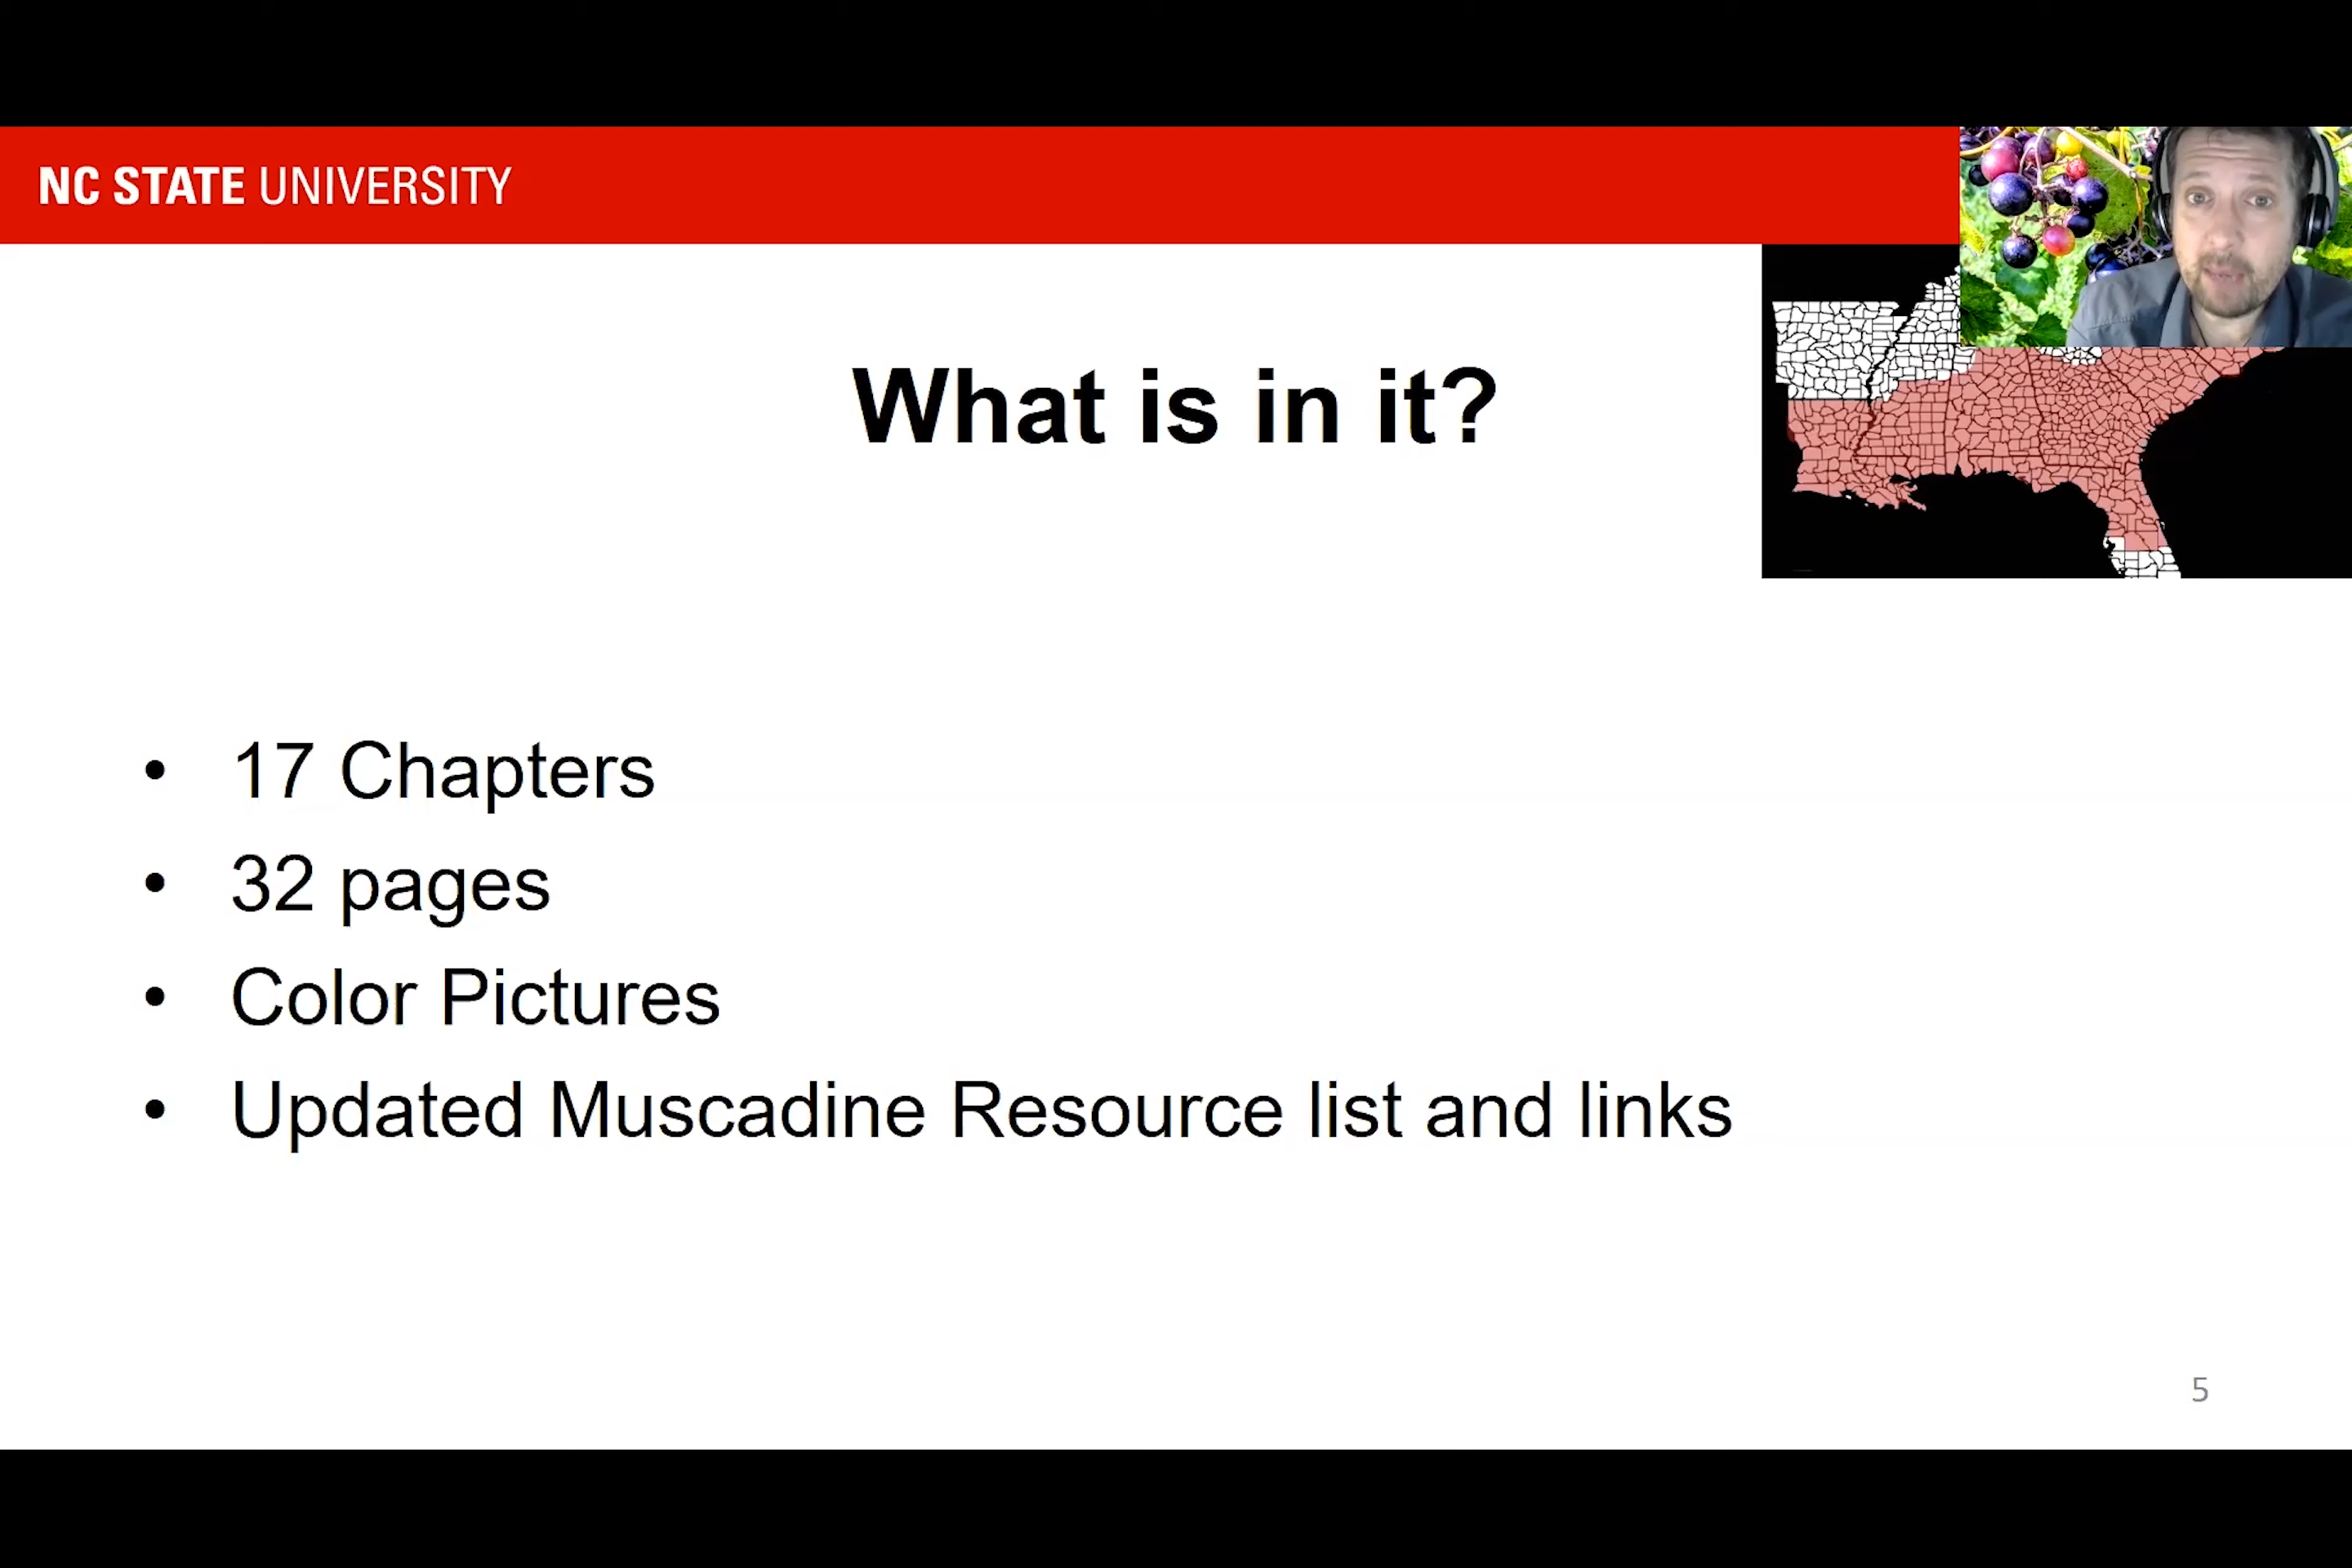 NC STATE UNIVERSITY
What is in it?
• 17 Chapters
• 32 pages
• Color Pictures
• Updated Muscadine Resource list and links
5